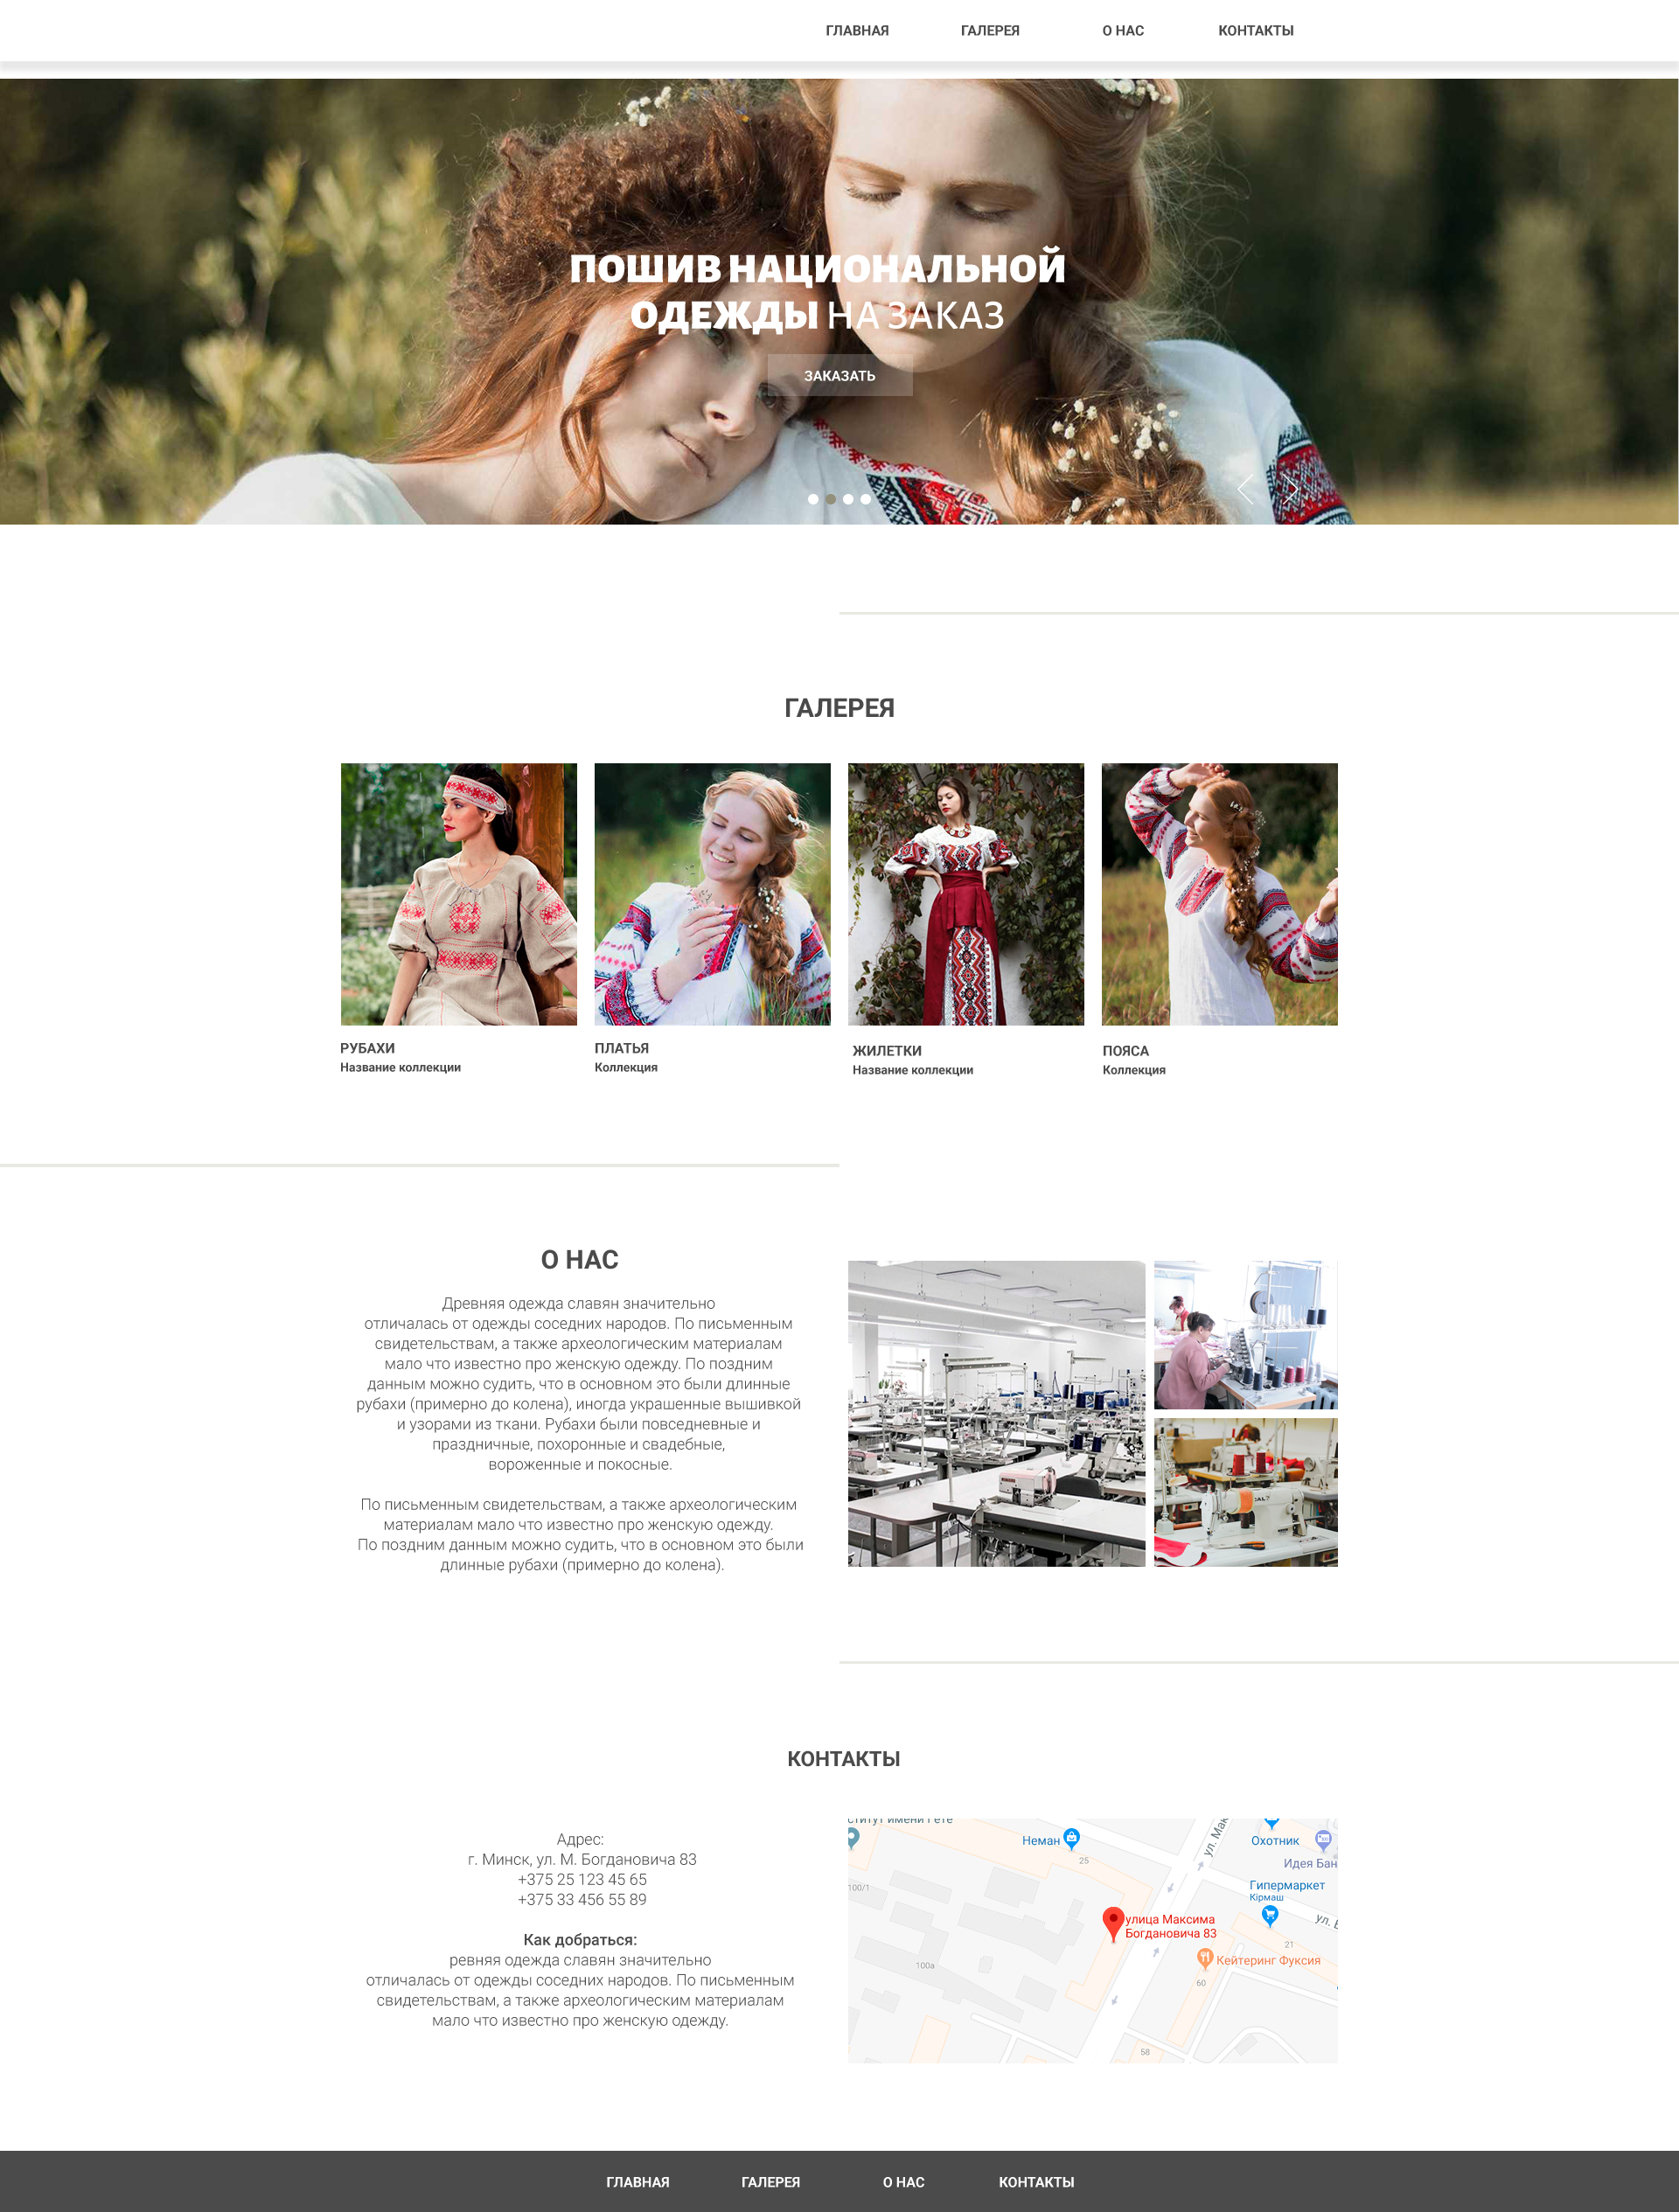 ГЛАВНАЯ ГАЛЕРЕЯ О НАС КОНТАКТЫ
ПОШИВ НАЦИОНАЛЬНОЙ
ОДЕЖДЫ НА ЗАКАЗ
ЗАКАЗАТЬ
ГАЛЕРЕЯ
РУБАХИ
Название коллекции
ПЛАТЬЯ
Коллекция
ЖИЛЕТКИ
Название коллекции
ПОЯСА
Коллекция
О НАС
Древняя одежда славян значительно
отличалась от одежды соседних народов. По письменным
свидетельствам, а также археологическим материалам
мало что известно про женскую одежду. По поздним
данным можно судить, что в основном это были длинные
рубахи (примерно до колена), иногда украшенные вышивкой
и узорами из ткани. Рубахи были повседневные и
праздничные, похоронные и свадебные,
вороженные и покосные.
По письменным свидетельствам, а также археологическим
материалам мало что известно про женскую одежду.
По поздним данным можно судить, что в основном это были
длинные рубахи (примерно до колена).
КОНТАКТЫ
Адрес:
г. Минск, ул. М. Богдановича 83
+375 25 123 45 65
+375 33 456 55 89
Как добраться:
ревняя одежда славян значительно
отличалась от одежды соседних народов. По письменным
свидетельствам, а также археологическим материалам
мало что известно про женскую одежду.
Неман
25
ул. Мак
Охотник
Идея Бан
100/1
Гипермаркет
Кірмаш
улица Максима
Богдановича 83
ул.
21
Кейтеринг Фуксия
100а
60
58
ГЛАВНАЯ ГАЛЕРЕЯ О НАС КОНТАКТЫ